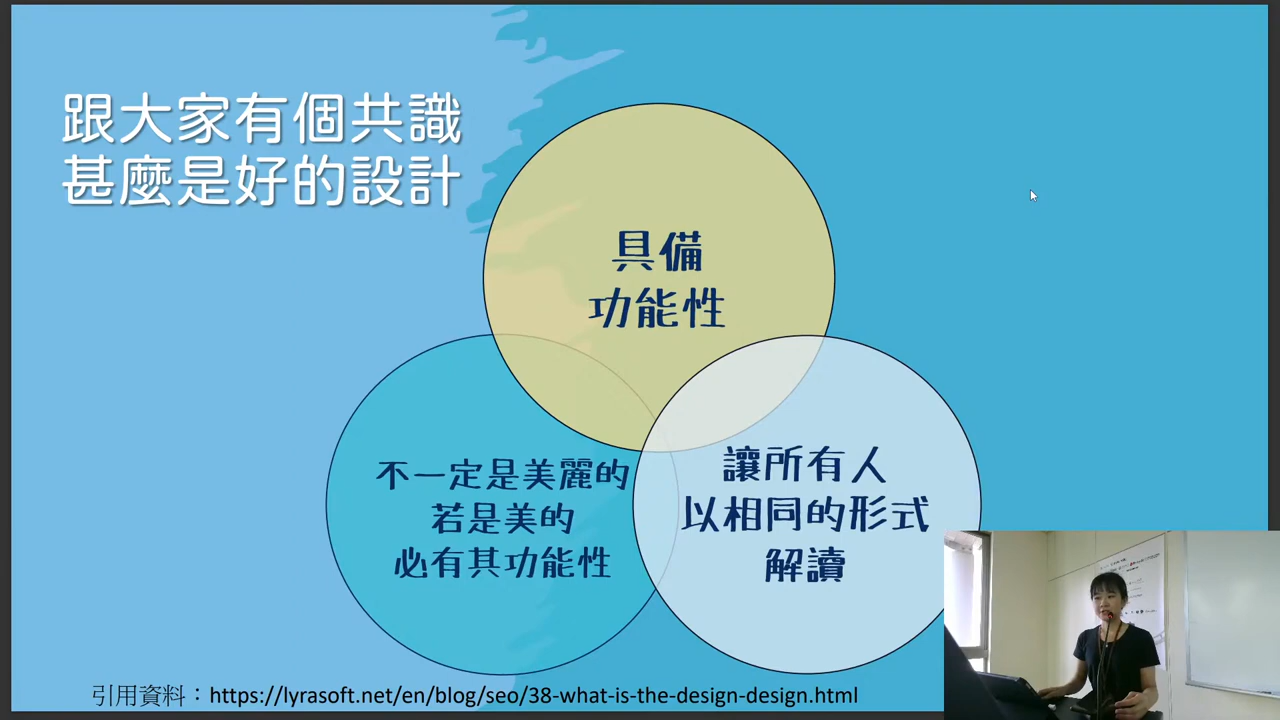 跟大家有個共識
甚麼是好的設計
具備
功能性
不一定是美麗的
若是美的
必有其功能性
讓所有人
以相同的形式
解讀
引用資料：https://lyrasoft.net/en/blog/seo/38-what-is-the-design-design.html